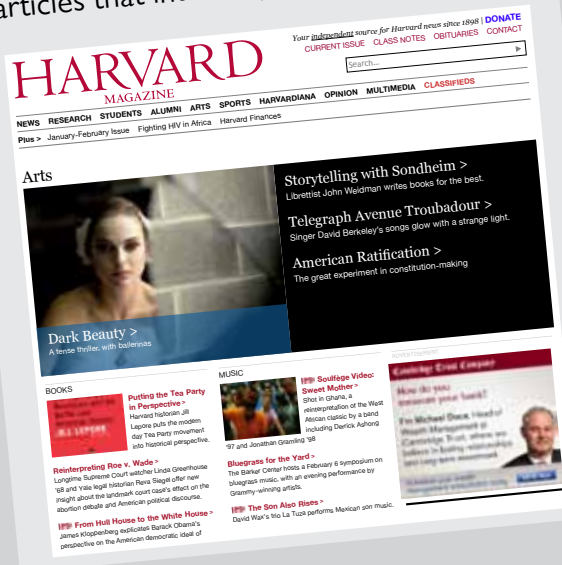 articles that in
Your independent source for Harvard news since 1898 | DONATE
CURRENT ISSUE CLASS NOTES OBITUARIES CONTACT
HARVARD
MAGAZINE
Search...
NEWS RESEARCH STUDENTS ALUMNI ARTS SPORTS HARVARDIANA OPINION MULTIMEDIA CLASSIFIEDS
Plus > January-February Issue Fighting HIV in Africa Harvard Finances
Arts
Storytelling with Sondheim >
Librettist John Weidman writes books for the best.
Telegraph Avenue Troubadour >
Singer David Berkeley's songs glow with a strange light.
American Ratification >
The great experiment in constitution-making
Dark Beauty >
A tense thriller, with ballerinas
BOOKS
Putting the Tea Party
in Perspective >
Harvard historian Jill
Lepore puts the modern
day Tea Party movement
into historical perspective.
Reinterpreting Roe v. Wade >
Longtime Supreme Court watcher Linda Greenhouse
'68 and Yale legal historian Reva Siegel offer new
insight about the landmark court case's effect on the
abortion debate and American political discourse.
From Hull House to the White House >
James Kloppenberg explicates Barack Obama's
perspective on the American democratic ideal of
MUSIC
Soulfège Video:
Sweet Mother >
Shot in Ghana, a
reinterpretation of the West
African classic by a band
including Derrick Ashong
'97 and Jonathan Gramling '98
Bluegrass for the Yard >
The Barker Center hosts a February 6 symposium on
bluegrass music, with an evening performance by
Grammy-winning artists.
The Son Also Rises >
David Wax's trio La Tuza performs Mexican son music.
ADVERTISEMENT
Cambridge Trust Company
How do you
measure your bank?